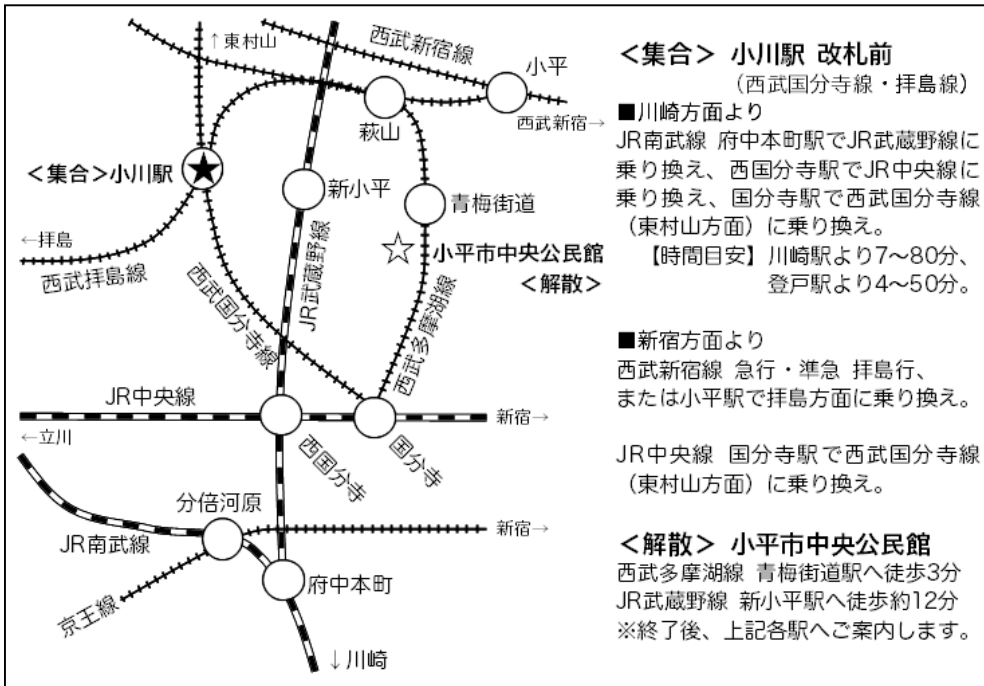 ↑東村山
西武新宿線
小平
萩山
西武新宿→
<集合>小川駅
新小平
青梅街道
←拝島
西武拝島線
小平市中央公民館
<解散>
JR武蔵野線
西武国分寺線
西武多摩湖線
JR中央線
新宿→
←立川
西国分寺
国分寺
分倍河原
新宿→
JR南武線
府中本町
京王線
↓川崎
<集合> 小川駅 改札前
(西武国分寺線・拝島線)
■川崎方面より
JR南武線 府中本町駅でJR武蔵野線に
乗り換え、西国分寺駅でJR中央線に
乗り換え、国分寺駅で西武国分寺線
(東村山方面)に乗り換え。
【時間目安】川崎駅より7〜80分、
登戸駅より4〜50分。
■新宿方面より
西武新宿線 急行・準急 拝島行、
または小平駅で拝島方面に乗り換え。
JR中央線 国分寺駅で西武国分寺線
(東村山方面)に乗り換え。
<解散> 小平市中央公民館
西武多摩湖線 青梅街道駅へ徒歩3分
JR武蔵野線 新小平駅へ徒歩約12分
※終了後、上記各駅へご案内します。